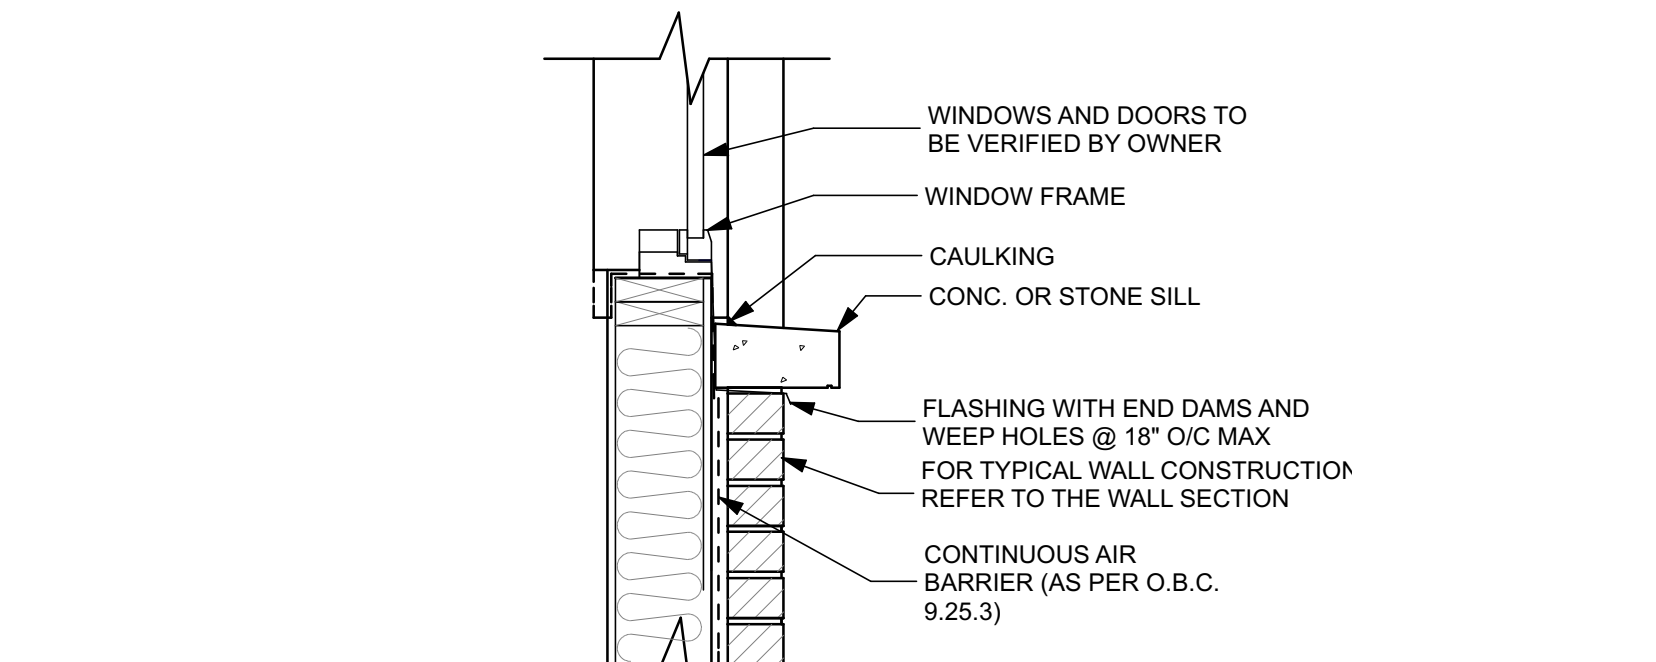 WINDOWS AND DOORS TO
BE VERIFIED BY OWNER
WINDOW FRAME
CAULKING
CONC. OR STONE SILL
FLASHING WITH END DAMS AND
WEEP HOLES @ 18" O/C MAX
FOR TYPICAL WALL CONSTRUCTION
REFER TO THE WALL SECTION
CONTINUOUS AIR
BARRIER (AS PER O.B.C.
9.25.3)